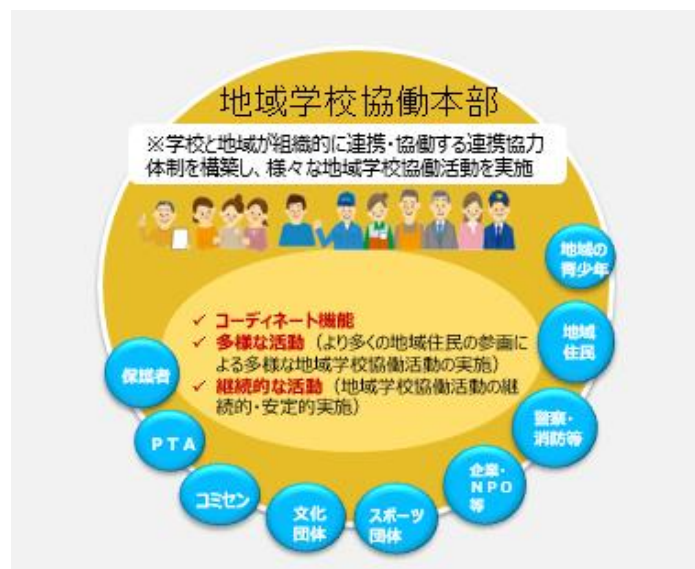 地域学校協働本部
※学校と地域が組織的に連携・協働する連携協力
体制を構築し、様々な地域学校協働活動を実施
✓ コーディネート機能
✓ 多様な活動（より多くの地域住民の参画に
よる多様な地域学校協働活動の実施）
✓ 継続的な活動（地域学校協働活動の継
続的・安定的実施）
保護者
ＰＴＡ
コミセン
文化
団体
スポーツ
団体
企業・
ＮＰＯ
等
警察・
消防等
地域
住民
地域の
青少年